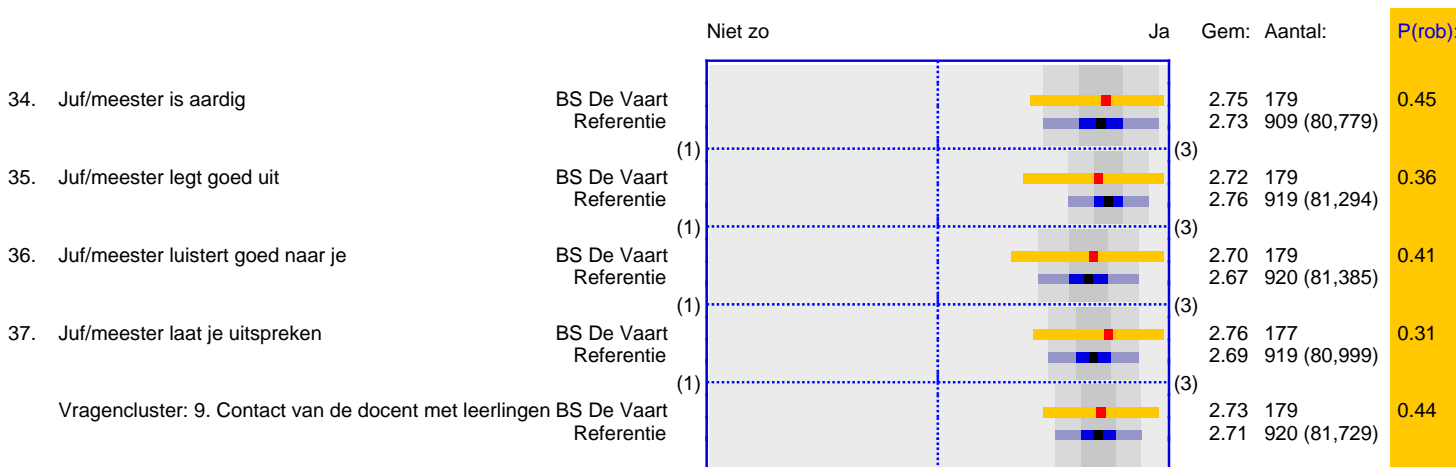 Niet zo Ja Gem: Aantal: P(rob):
34. Juf/meester is aardig BS De Vaart 2.75 179 0.45
Referentie 2.73 909 (80,779)
(1) (3)
35. Juf/meester legt goed uit BS De Vaart 2.72 179 0.36
Referentie 2.76 919 (81,294)
(1) (3)
36. Juf/meester luistert goed naar je BS De Vaart 2.70 179 0.41
Referentie 2.67 920 (81,385)
(1) (3)
37. Juf/meester laat je uitspreken BS De Vaart 2.76 177 0.31
Referentie 2.69 919 (80,999)
(1) (3)
Vragencluster: 9. Contact van de docent met leerlingen BS De Vaart 2.73 179 0.44
Referentie 2.71 920 (81,729)